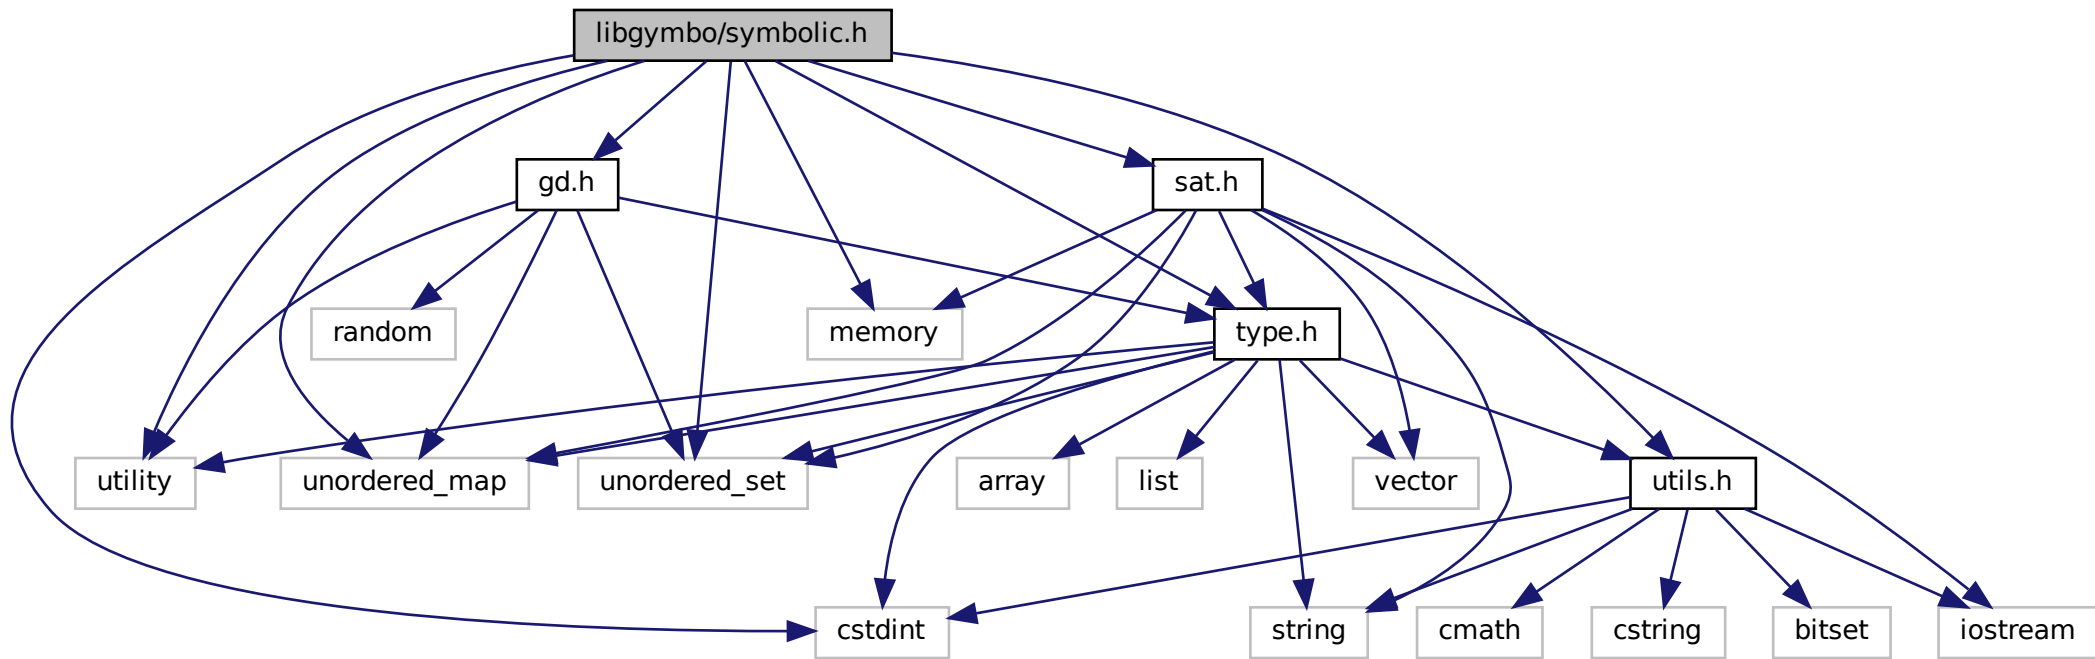 libgymbo/symbolic.h
gd.h
sat.h
random
memory
type.h
utility
unordered_map
unordered_set
array
list
vector
utils.h
cstdint
string
cmath
cstring
bitset
iostream